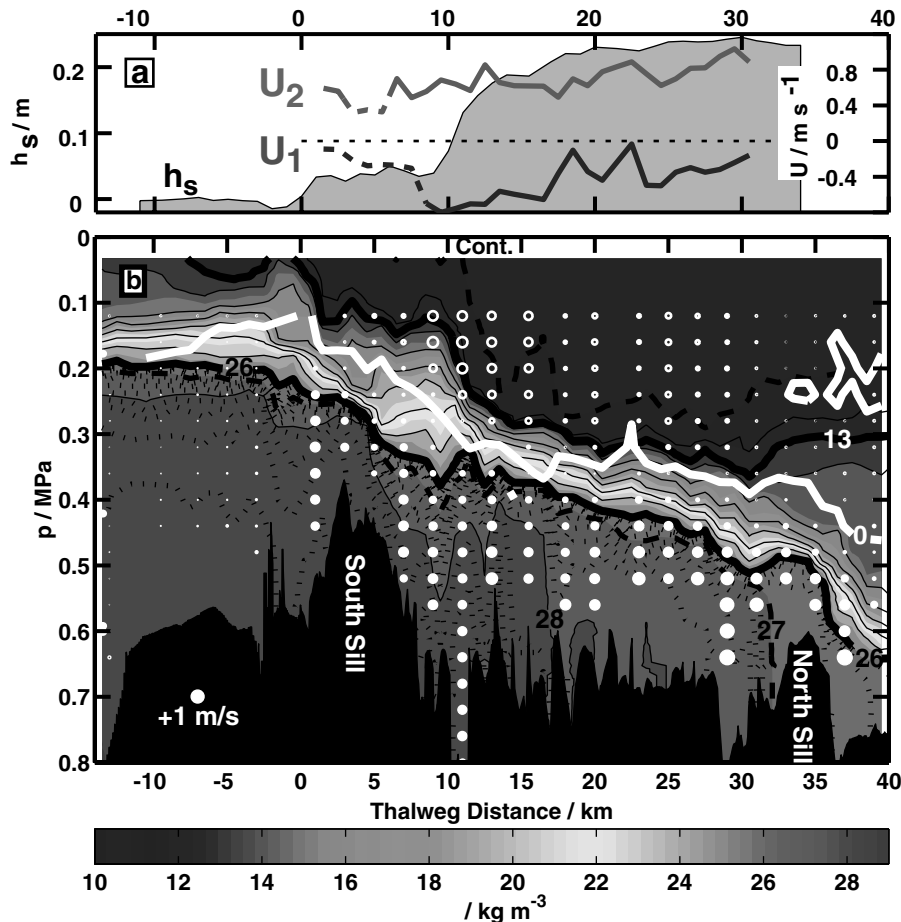 -10 0 10 20 30 40
a
h_s / m
0.2
0.1
0
U_2
U_1
h_s
0.8
0.4
0
-0.4
U / m s^-1
b
Cont.
p / MPa
0
0.1
0.2
0.3
0.4
0.5
0.6
0.7
0.8
26
13
0
28
27
26
South Sill
North Sill
+1 m/s
-10 -5 0 5 10 15 20 25 30 35 40
Thalweg Distance / km
10 12 14 16 18 20 22 24 26 28
/ kg m^-3